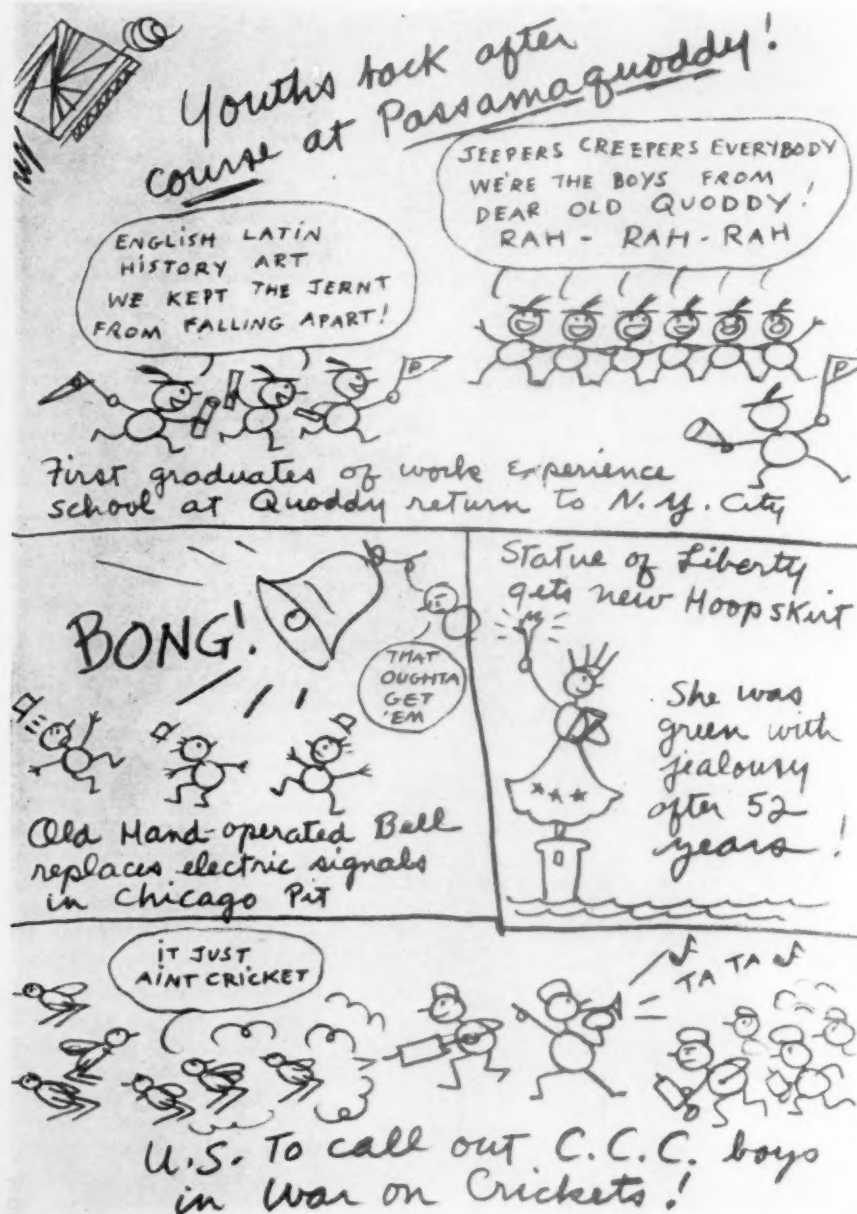 Youths back after
course at Passamaquoddy!
ENGLISH LATIN
HISTORY ART
WE KEPT THE JERNT
FROM FALLING APART!
JEEPERS CREEPERS EVERYBODY
WE'RE THE BOYS FROM
DEAR OLD QUODDY!
RAH - RAH - RAH
P
P
First graduates of work Experience
school at Quoddy return to N.Y. City
BONG!
THAT
OUGHTA
GET
'EM
Old Hand-operated Bell
replaces electric signals
in Chicago Pit
Statue of Liberty
gets new Hoopskirt
She was
green with
jealousy
after 52
years!
IT JUST
AINT CRICKET
TA TA
U.S. To call out C.C.C. boys
in War on Crickets!